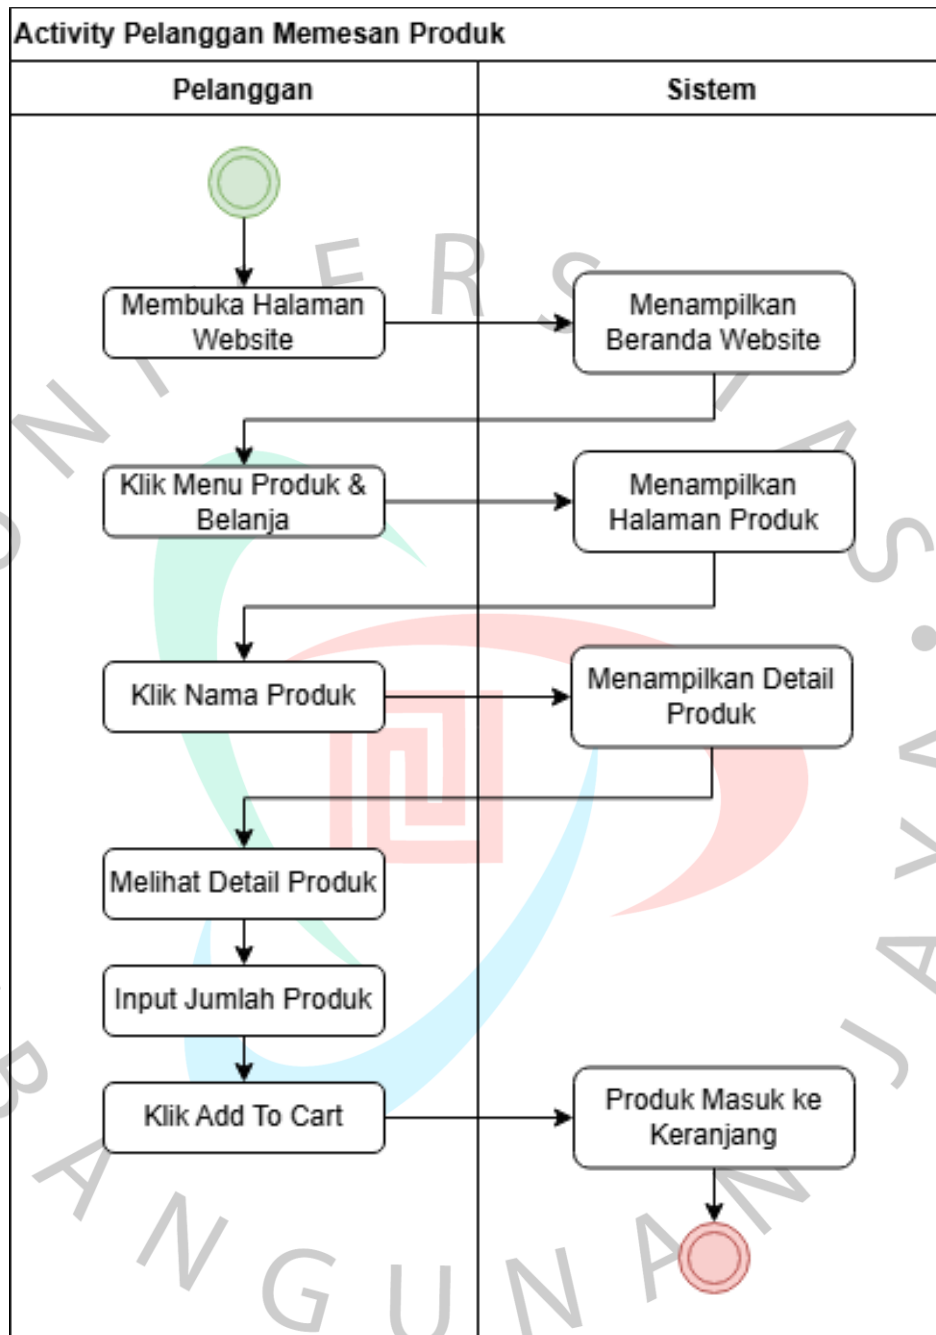 Activity Pelanggan Memesan Produk
Pelanggan
Sistem
Membuka Halaman
Website
Menampilkan
Beranda Website
Klik Menu Produk &
Belanja
Menampilkan
Halaman Produk
Klik Nama Produk
Menampilkan Detail
Produk
Melihat Detail Produk
Input Jumlah Produk
Klik Add To Cart
Produk Masuk ke
Keranjang